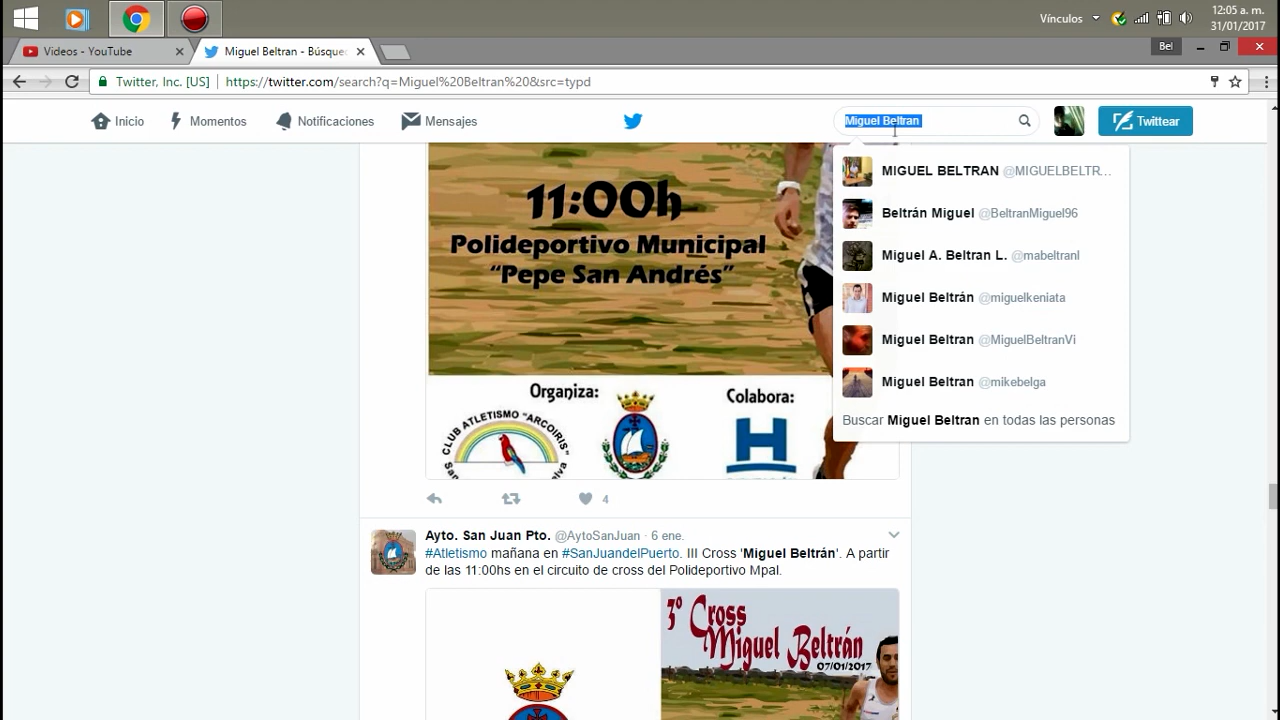 Vínculos
12:05 a. m.
31/01/2017
Videos - YouTube
Miguel Beltran - Búsque
Bel
Twitter, Inc. [US]
https://twitter.com/search?q=Miguel%20Beltran%20&src=typd
Inicio
Momentos
Notificaciones
Mensajes
Miguel Beltran
Twittear
MIGUEL BELTRAN @MIGUELBELTR...
Beltrán Miguel @BeltranMiguel96
Miguel A. Beltran L. @mabeltranl
Miguel Beltrán @miguelkeniata
Miguel Beltran @MiguelBeltranVi
Miguel Beltran @mikebelga
Buscar Miguel Beltran en todas las personas
11:00h
Polideportivo Municipal
"Pepe San Andrés"
Organiza:
Colabora:
CLUB ATLETISMO "ARCOIRIS"
4
Ayto. San Juan Pto. @AytoSanJuan · 6 ene.
#Atletismo mañana en #SanJuandelPuerto. III Cross 'Miguel Beltrán'. A partir
de las 11:00hs en el circuito de cross del Polideportivo Mpal.
3º Cross
Miguel Beltrán
07/01/2017